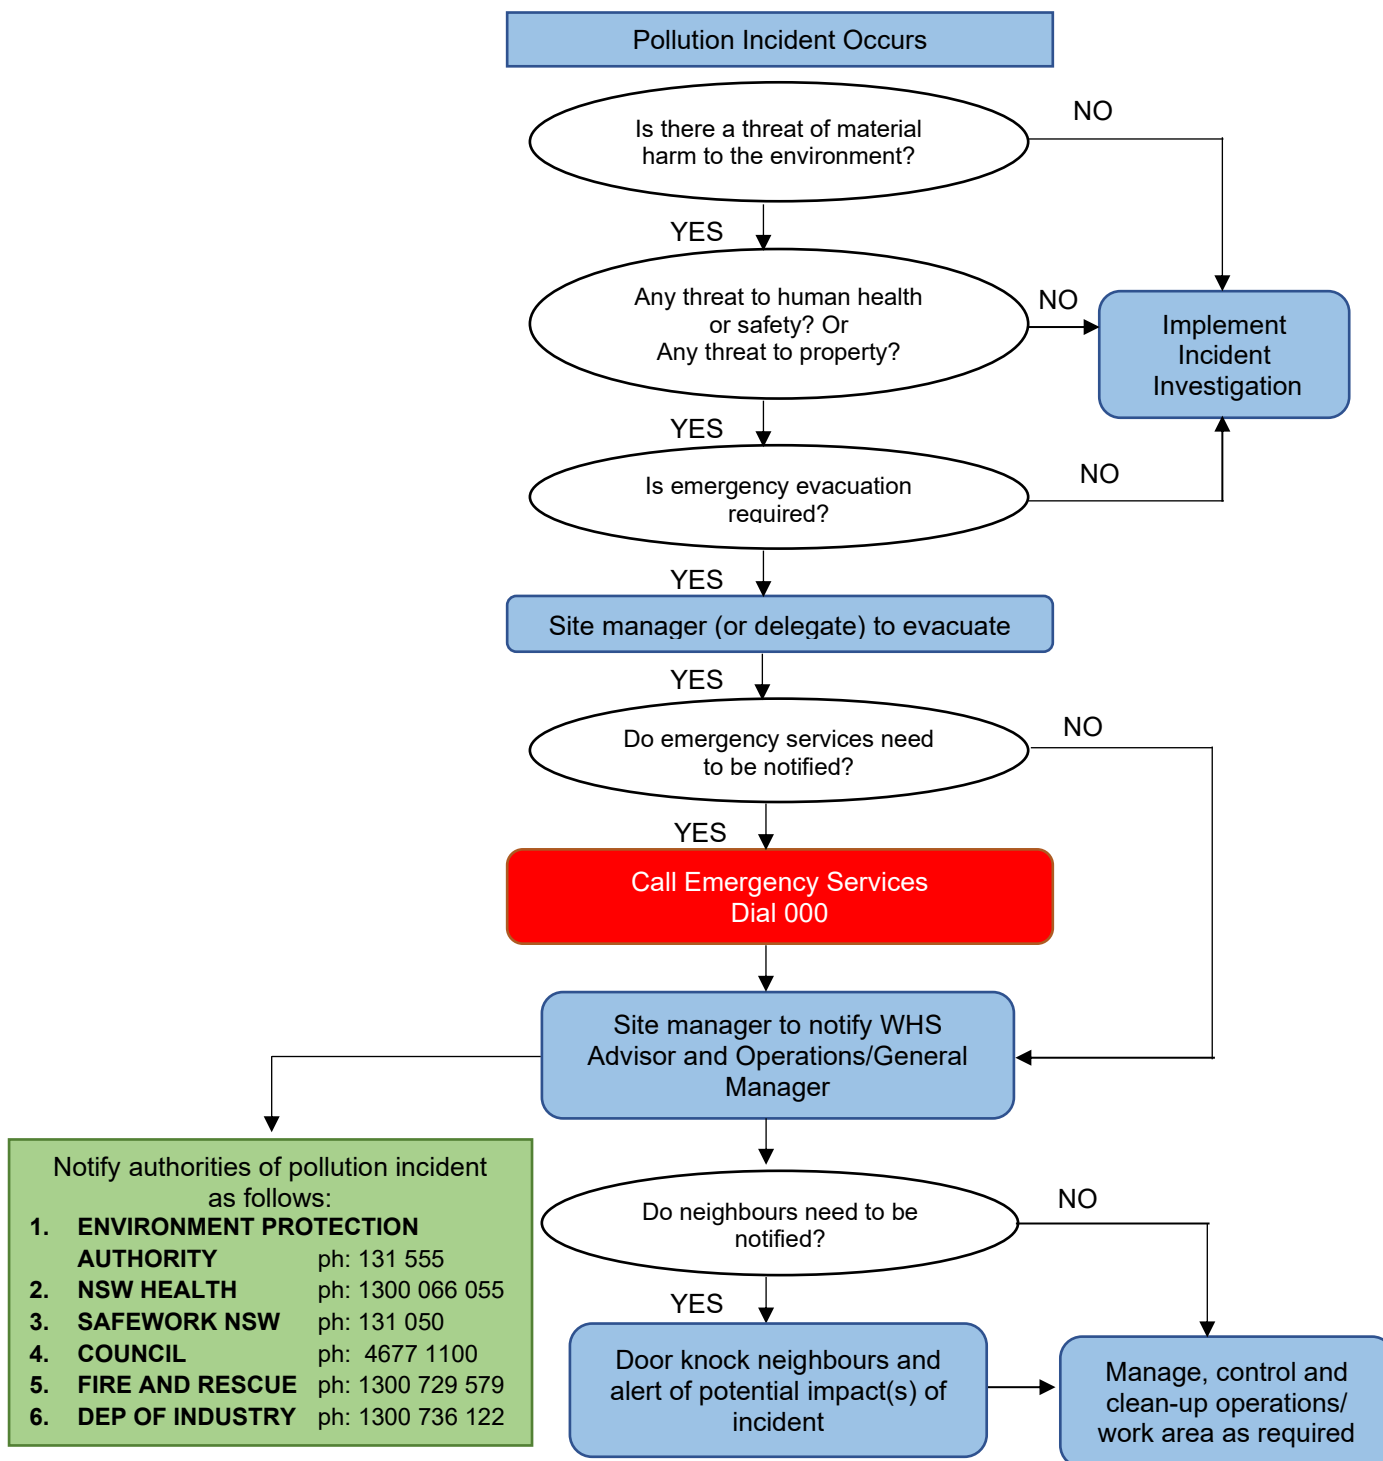 Pollution Incident Occurs
Is there a threat of material
harm to the environment?
NO
YES
Any threat to human health
or safety? Or
Any threat to property?
NO
Implement
Incident
Investigation
YES
Is emergency evacuation
required?
NO
YES
Site manager (or delegate) to evacuate
YES
Do emergency services need
to be notified?
NO
YES
Call Emergency Services
Dial 000
Site manager to notify WHS
Advisor and Operations/General
Manager
Notify authorities of pollution incident
as follows:
1. ENVIRONMENT PROTECTION
AUTHORITY ph: 131 555
2. NSW HEALTH ph: 1300 066 055
3. SAFEWORK NSW ph: 131 050
4. COUNCIL ph: 4677 1100
5. FIRE AND RESCUE ph: 1300 729 579
6. DEP OF INDUSTRY ph: 1300 736 122
Do neighbours need to be
notified?
NO
YES
Door knock neighbours and
alert of potential impact(s) of
incident
Manage, control and
clean-up operations/
work area as required